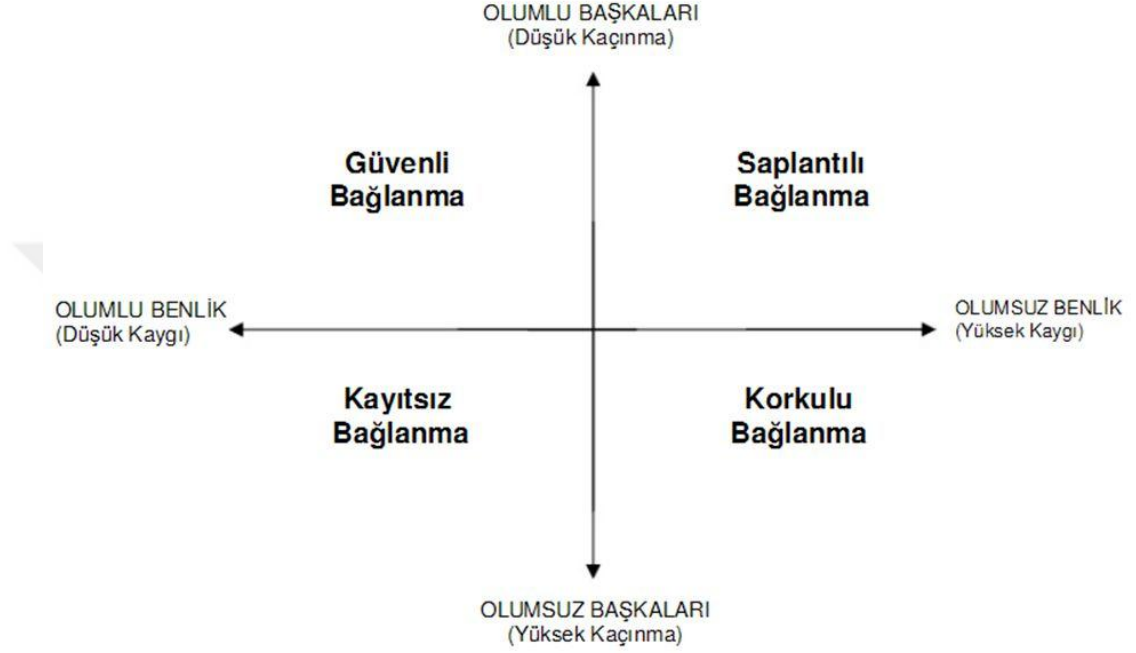 OLUMLU BAŞKALARI
(Düşük Kaçınma)
Güvenli
Bağlanma
Saplantılı
Bağlanma
OLUMLU BENLİK
(Düşük Kaygı)
OLUMSUZ BENLİK
(Yüksek Kaygı)
Kayıtsız
Bağlanma
Korkulu
Bağlanma
OLUMSUZ BAŞKALARI
(Yüksek Kaçınma)